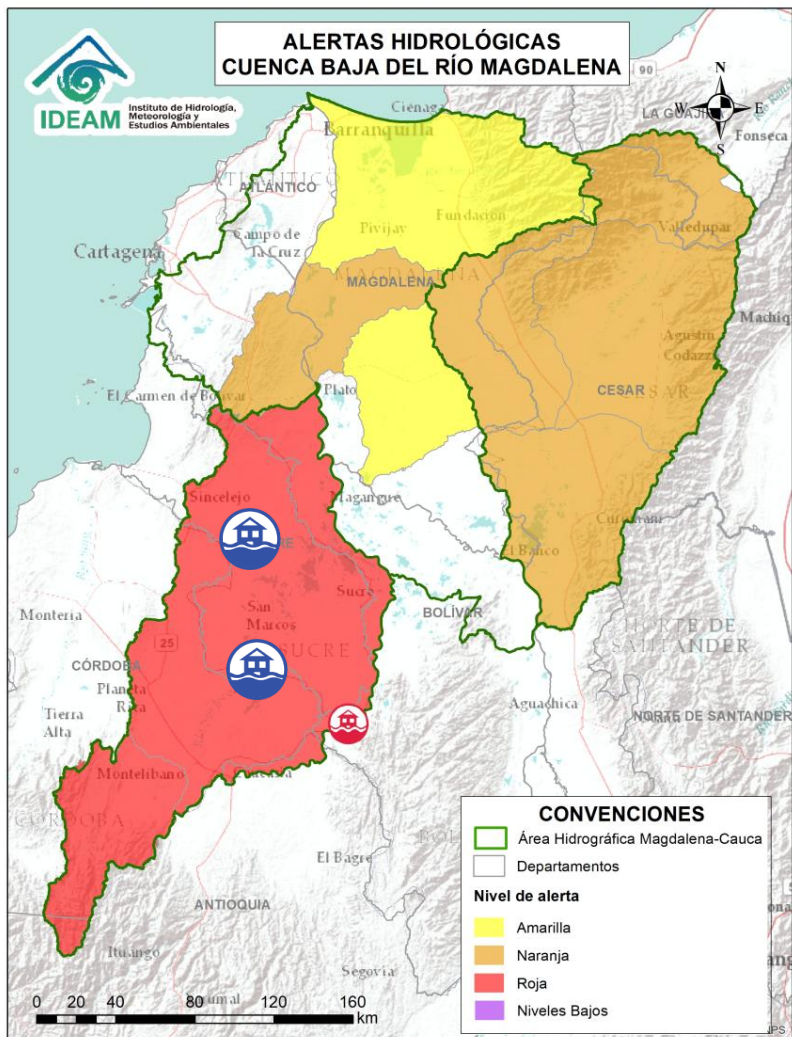 ALERTAS HIDROLÓGICAS
CUENCA BAJA DEL RÍO MAGDALENA
IDEAM
Instituto de Hidrología,
Meteorología y
Estudios Ambientales
N
W
E
S
90
Ciénaga
LA GUAJIRA
Barranquilla
Fonseca
ATLÁNTICO
Fundación
Pivijay
Valledupar
Campo de
la Cruz
Cartagena
MAGDALENA
MAGDALENA
Agustín
Codazzi
CESAR
El Carmen de Bolívar
Plato
Sincelejo
Magangué
El Banco
Sucre
BOLÍVAR
San
Marcos
SUCRE
Montería
25
CÓRDOBA
Planeta
Rica
Tierra
Alta
NORTE DE
SANTANDER
Aguachica
NORTE DE SANTANDER
Montelíbano
CÓRDOBA
El Bagre
ANTIOQUIA
Ituango
Segovia
CONVENCIONES
Área Hidrográfica Magdalena-Cauca
Departamentos
Nivel de alerta
Amarilla
Naranja
Roja
Niveles Bajos
0 20 40 80 120 160
km